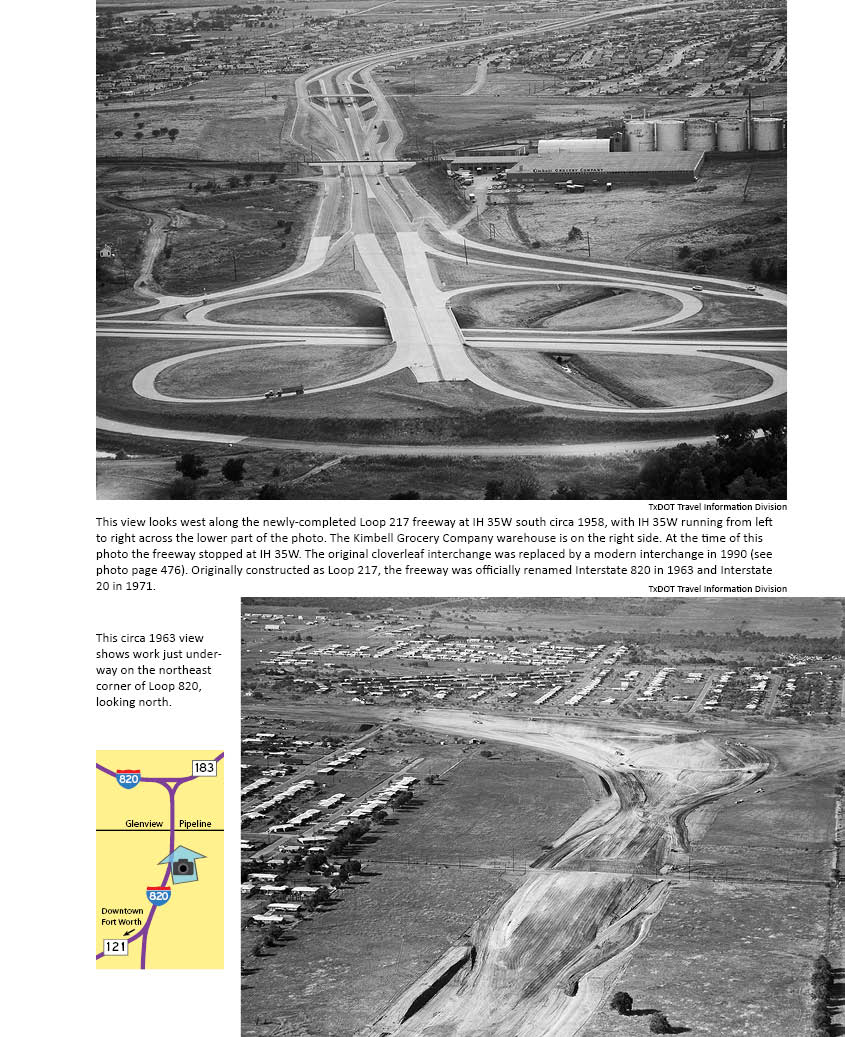 KIMBELL GROCERY COMPANY
TxDOT Travel Information Division
This view looks west along the newly-completed Loop 217 freeway at IH 35W south circa 1958, with IH 35W running from left
to right across the lower part of the photo. The Kimbell Grocery Company warehouse is on the right side. At the time of this
photo the freeway stopped at IH 35W. The original cloverleaf interchange was replaced by a modern interchange in 1990 (see
photo page 476). Originally constructed as Loop 217, the freeway was officially renamed Interstate 820 in 1963 and Interstate
20 in 1971.
TxDOT Travel Information Division
This circa 1963 view
shows work just under-
way on the northeast
corner of Loop 820,
looking north.
820
183
Glenview Pipeline
820
Downtown
Fort Worth
121